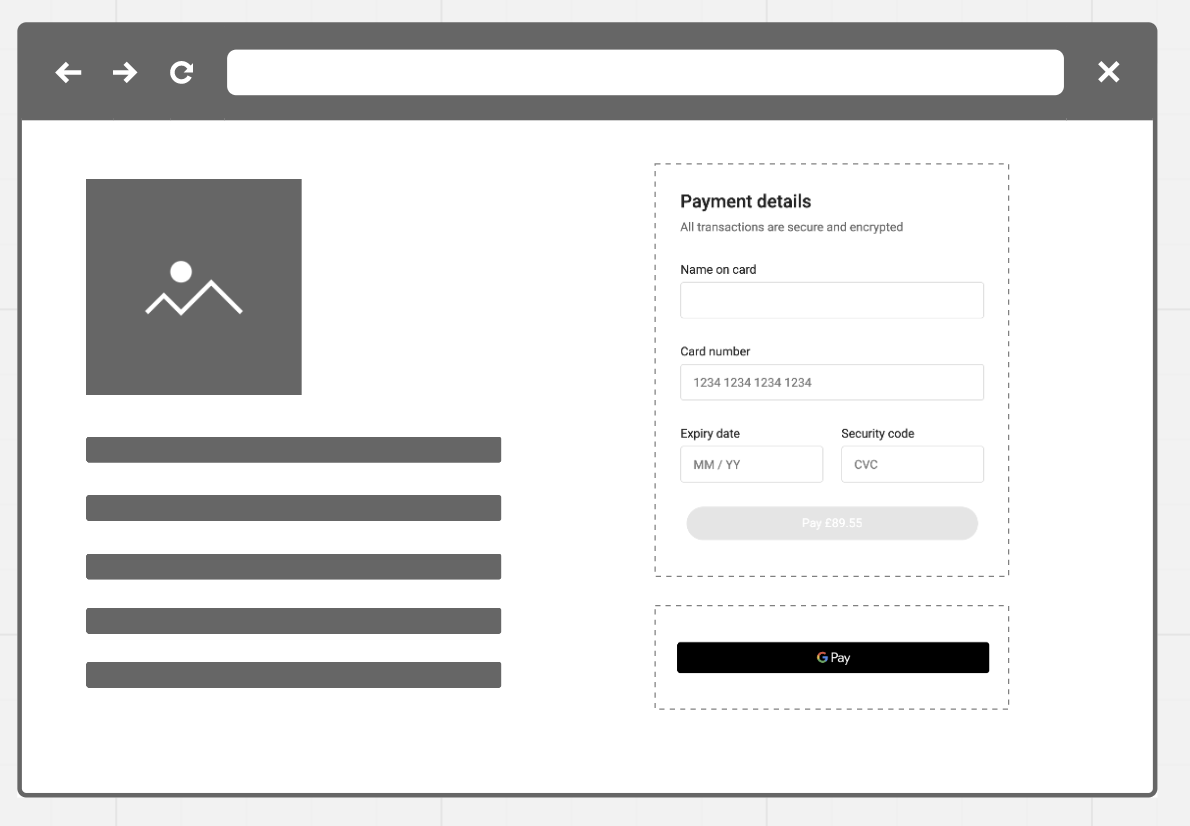 Payment details
All transactions are secure and encrypted
Name on card
Card number
1234 1234 1234 1234
Expiry date
Security code
MM / YY
CVC
Pay £89.55
G Pay